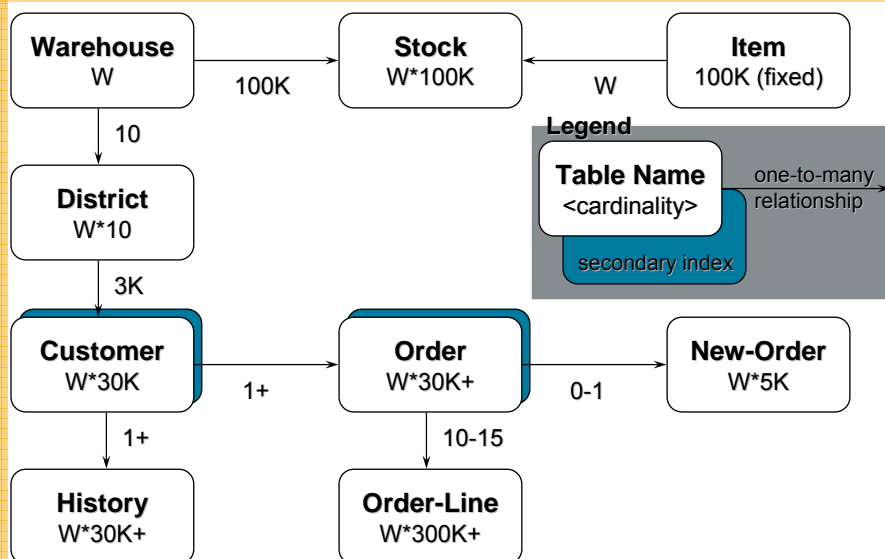 Warehouse
W
100K
Stock
W*100K
W
Item
100K (fixed)
10
Legend
Table Name
<cardinality>
one-to-many
relationship
secondary index
District
W*10
3K
Customer
W*30K
1+
Order
W*30K+
0-1
New-Order
W*5K
1+
10-15
History
W*30K+
Order-Line
W*300K+